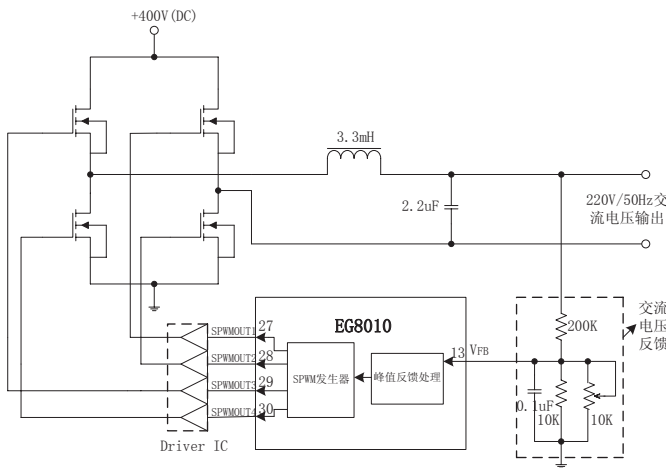 +400V(DC)
3.3mH
2.2uF
220V/50Hz交
流电压输出
EG8010
SPWMOUT1
27
SPWMOUT2
28
SPWMOUT3
29
SPWMOUT4
30
SPWM发生器
峰值反馈处理
13
VFB
200K
交流
电压
反馈
0.1uF
10K
10K
Driver IC